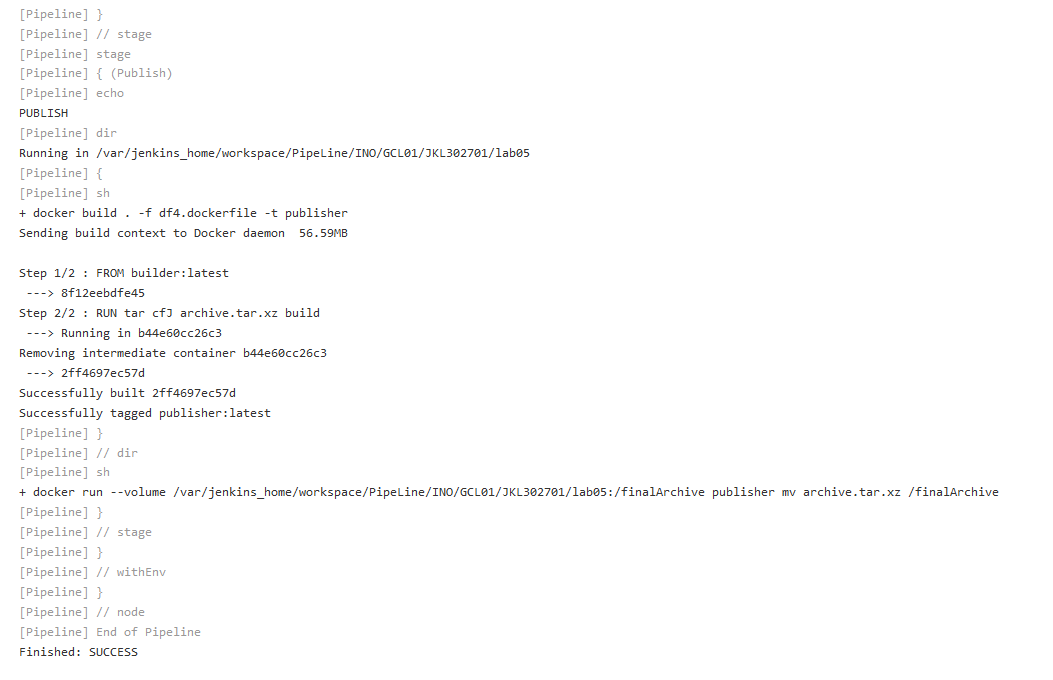 [Pipeline] }
[Pipeline] // stage
[Pipeline] stage
[Pipeline] { (Publish)
[Pipeline] echo
PUBLISH
[Pipeline] dir
Running in /var/jenkins_home/workspace/PipeLine/INO/GCL01/JKL302701/lab05
[Pipeline] {
[Pipeline] sh
+ docker build . -f df4.dockerfile -t publisher
Sending build context to Docker daemon  56.59MB
Step 1/2 : FROM builder:latest
 ---> 8f12eebdfe45
Step 2/2 : RUN tar cfJ archive.tar.xz build
 ---> Running in b44e60cc26c3
Removing intermediate container b44e60cc26c3
 ---> 2ff4697ec57d
Successfully built 2ff4697ec57d
Successfully tagged publisher:latest
[Pipeline] }
[Pipeline] // dir
[Pipeline] sh
+ docker run --volume /var/jenkins_home/workspace/PipeLine/INO/GCL01/JKL302701/lab05:/finalArchive publisher mv archive.tar.xz /finalArchive
[Pipeline] }
[Pipeline] // stage
[Pipeline] }
[Pipeline] // withEnv
[Pipeline] }
[Pipeline] // node
[Pipeline] End of Pipeline
Finished: SUCCESS